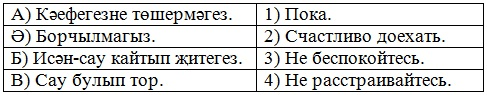 А) Кәефегезне төшермәгез. 1) Пока.
Ә) Борчылмагыз. 2) Счастливо доехать.
Б) Исән-сау кайтып җитегез. 3) Не беспокойтесь.
В) Сау булып тор. 4) Не расстраивайтесь.